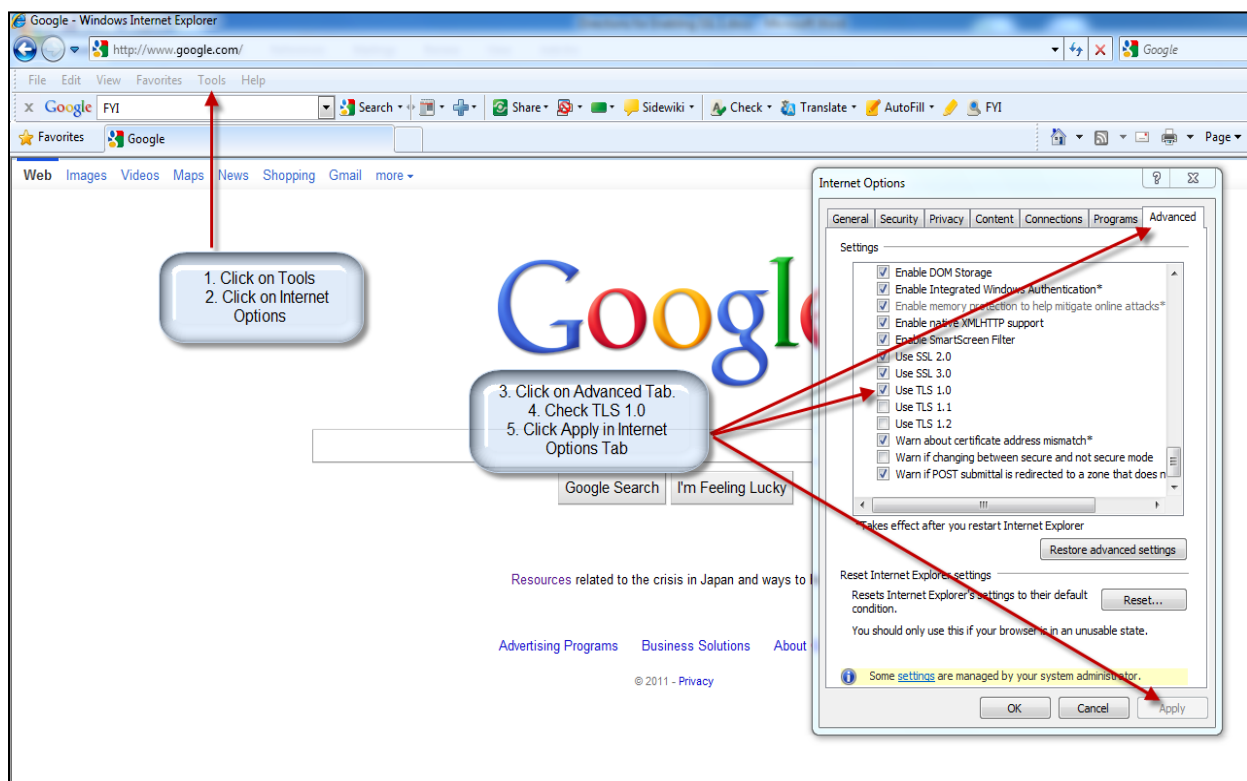 Google - Windows Internet Explorer
http://www.google.com/
Google
File Edit View Favorites Tools Help
x Google FYI Search Share Sidewiki Check Translate AutoFill FYI
Favorites Google Page
Web Images Videos Maps News Shopping Gmail more
1. Click on Tools
2. Click on Internet
Options
Google
3. Click on Advanced Tab.
4. Check TLS 1.0
5. Click Apply in Internet
Options Tab
Google Search I'm Feeling Lucky
Resources related to the crisis in Japan and ways to
Advertising Programs Business Solutions About
© 2011 - Privacy
Internet Options
General Security Privacy Content Connections Programs Advanced
Settings
Enable DOM Storage
Enable Integrated Windows Authentication*
Enable memory protection to help mitigate online attacks*
Enable native XMLHTTP support
Enable SmartScreen Filter
Use SSL 2.0
Use SSL 3.0
Use TLS 1.0
Use TLS 1.1
Use TLS 1.2
Warn about certificate address mismatch*
Warn if changing between secure and not secure mode
Warn if POST submittal is redirected to a zone that does n
*Takes effect after you restart Internet Explorer
Restore advanced settings
Reset Internet Explorer settings
Resets Internet Explorer's settings to their default
condition.
Reset...
You should only use this if your browser is in an unusable state.
Some settings are managed by your system administrator.
OK Cancel Apply